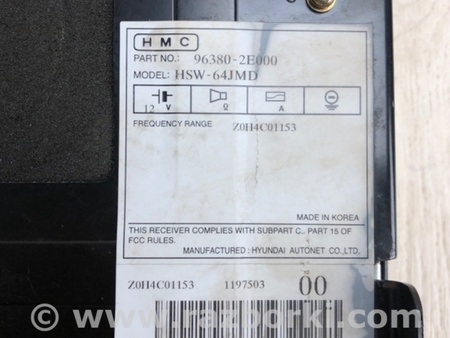 HMC
PART NO.: 96380-2E000
MODEL: HSW-64JMD
12 V Ω A
FREQUENCY RANGE Z0H4C01153
MADE IN KOREA
THIS RECEIVER COMPLIES WITH SUBPART C., PART 15 OF
FCC RULES.
MANUFACTURED : HYUNDAI AUTONET CO.,LTD.
Z0H4C01153 1197503 00
www.razborki.com